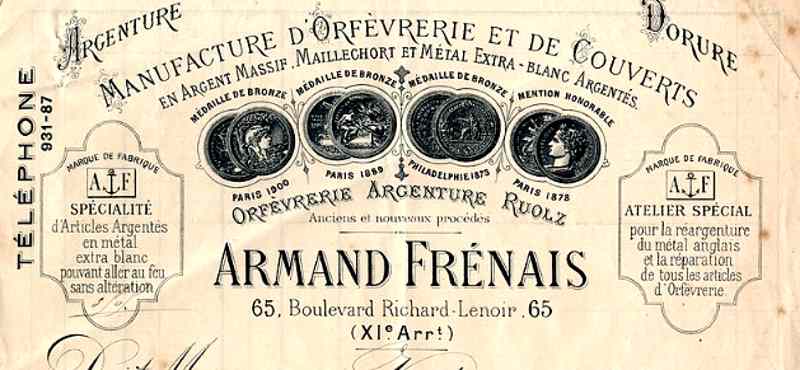 ARGENTURE
DORURE
MANUFACTURE D'ORFÈVRERIE ET DE COUVERTS
EN ARGENT MASSIF, MAILLECHORT ET MÉTAL EXTRA-BLANC ARGENTÉS.
MÉDAILLE DE BRONZE
MÉDAILLE DE BRONZE
MÉDAILLE DE BRONZE
MENTION HONORABLE
PARIS 1900
PARIS 1889
PHILADELPHIE 1875
PARIS 1878
ORFÈVRERIE ARGENTURE RUOLZ
Anciens et nouveaux procédés
ARMAND FRÉNAIS
65, Boulevard Richard-Lenoir, 65
(XIe Arrt)
TÉLÉPHONE
931-87
MARQUE DE FABRIQUE
A F
SPÉCIALITÉ
d'Articles Argentés
en métal
extra blanc
pouvant aller au feu
sans altération
MARQUE DE FABRIQUE
A F
ATELIER SPÉCIAL
pour la réargenture
du métal anglais
et la réparation
de tous les articles
d'Orfèvrerie.
Doit M